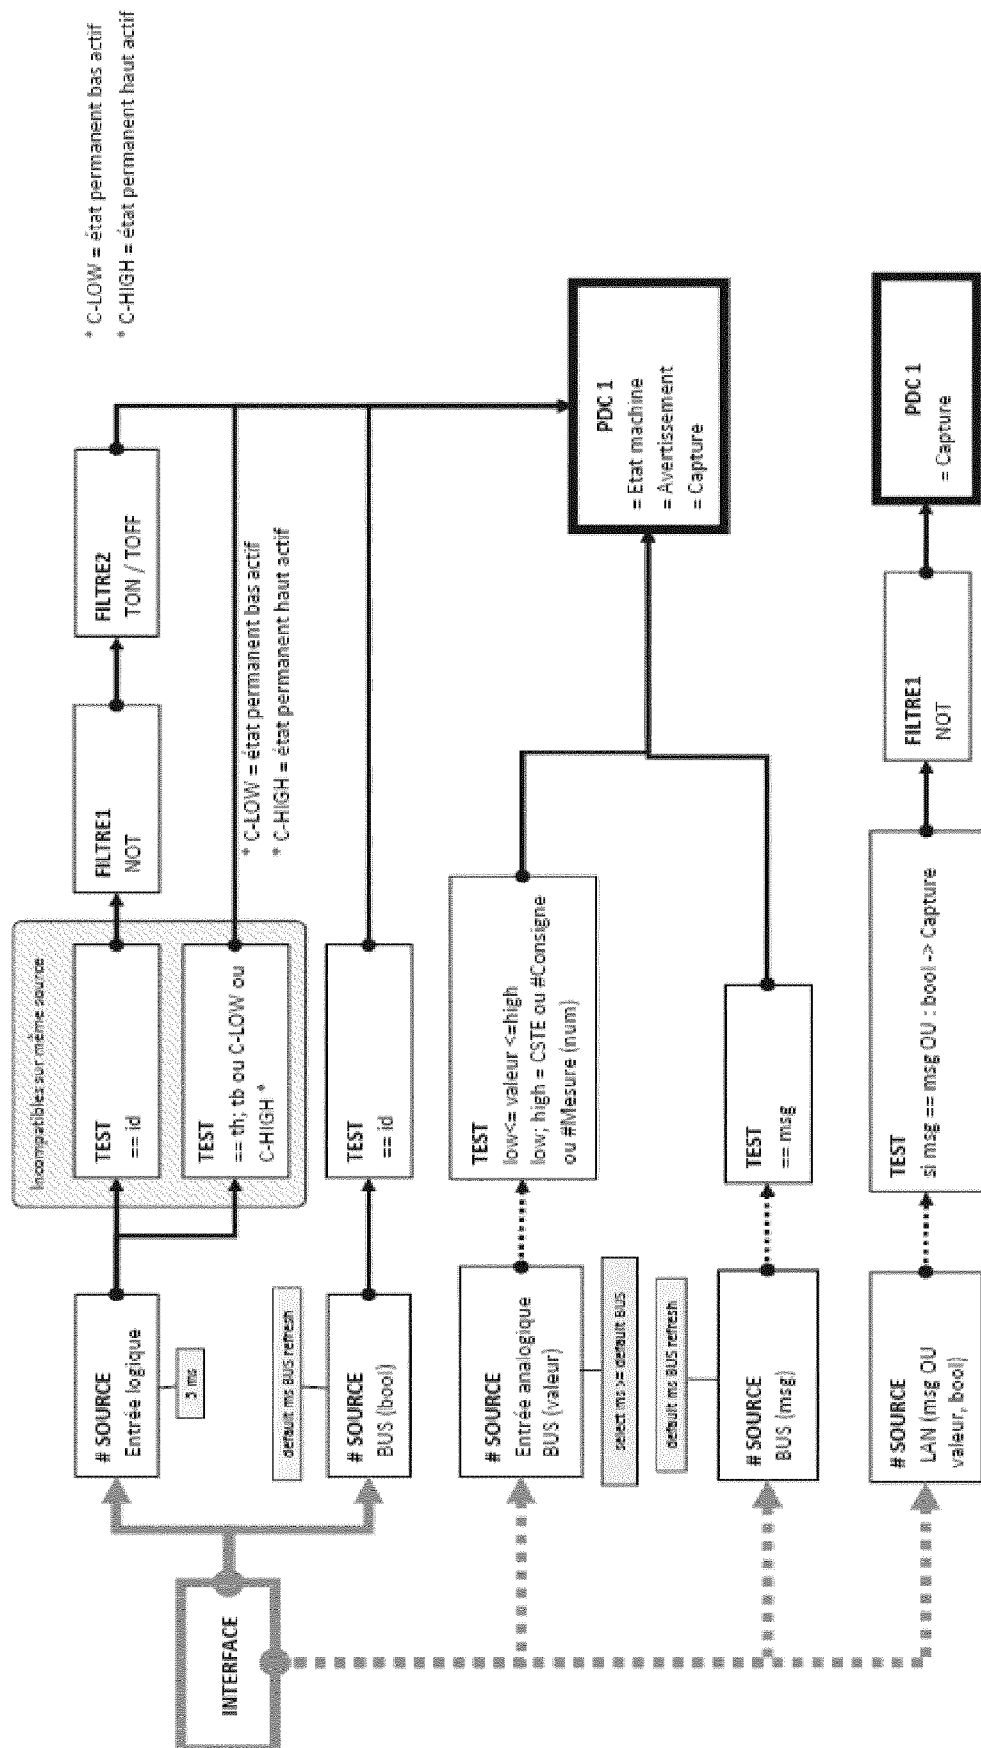 INTERFACE
# SOURCE
Entrée logique
5 ms
default ms BUS refresh
# SOURCE
BUS (bool)
# SOURCE
Entrée analogique
BUS (valeur)
select ms >= default BUS
default ms BUS refresh
# SOURCE
BUS (msg)
# SOURCE
LAN (msg OU
valeur, bool)
Incompatibles sur même source
TEST
== id
TEST
== th; tb ou C-LOW ou
C-HIGH *
TEST
== id
TEST
low<= valeur <=high
low; high = CSTE ou #Consigne
ou #Mesure (num)
TEST
== msg
TEST
si msg == msg OU : bool -> Capture
FILTRE1
NOT
FILTRE2
TON / TOFF
* C-LOW = état permanent bas actif
* C-HIGH = état permanent haut actif
* C-LOW = état permanent bas actif
* C-HIGH = état permanent haut actif
PDC 1
= Etat machine
= Avertissement
= Capture
FILTRE1
NOT
PDC 1
= Capture